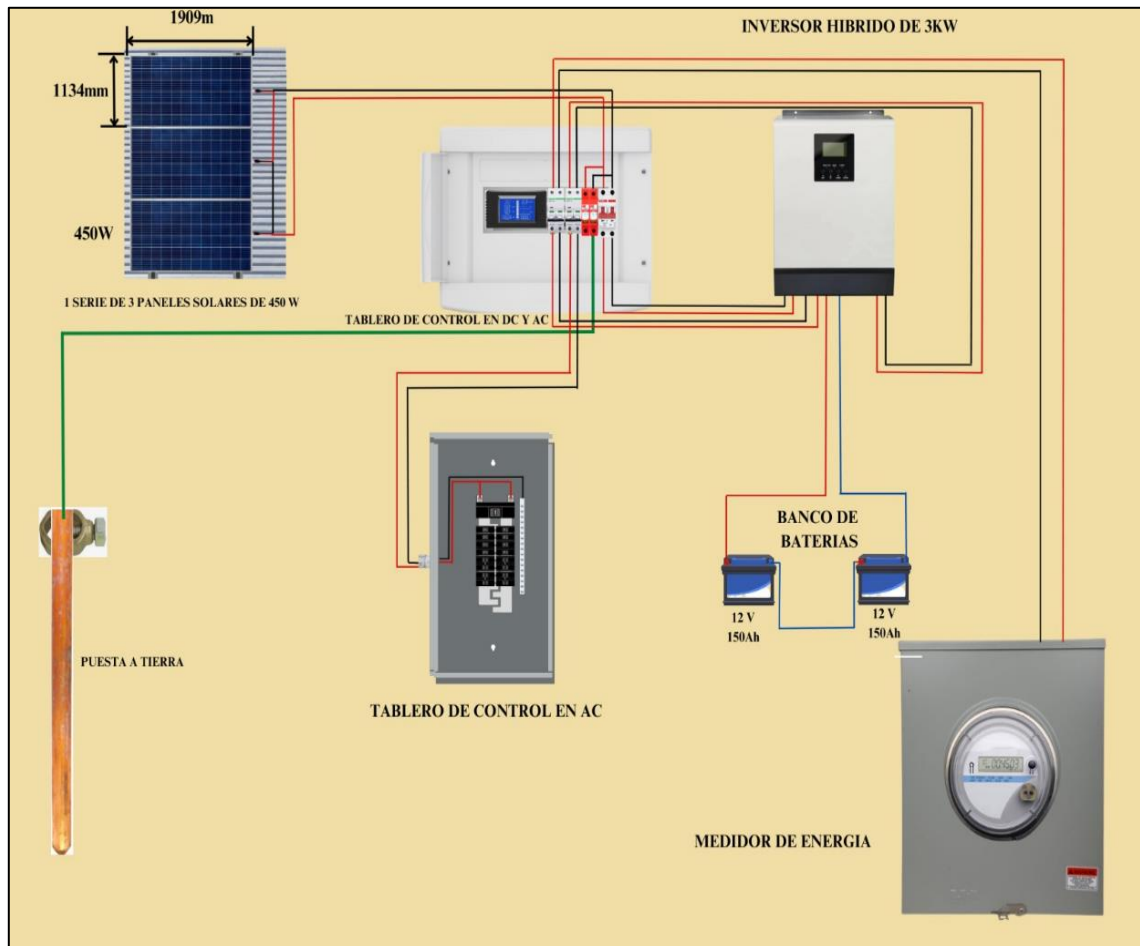 1909m
INVERSOR HIBRIDO DE 3KW
1134mm
450W
1 SERIE DE 3 PANELES SOLARES DE 450 W
TABLERO DE CONTROL EN DC Y AC
BANCO DE
BATERIAS
12 V
150Ah
12 V
150Ah
PUESTA A TIERRA
TABLERO DE CONTROL EN AC
MEDIDOR DE ENERGIA